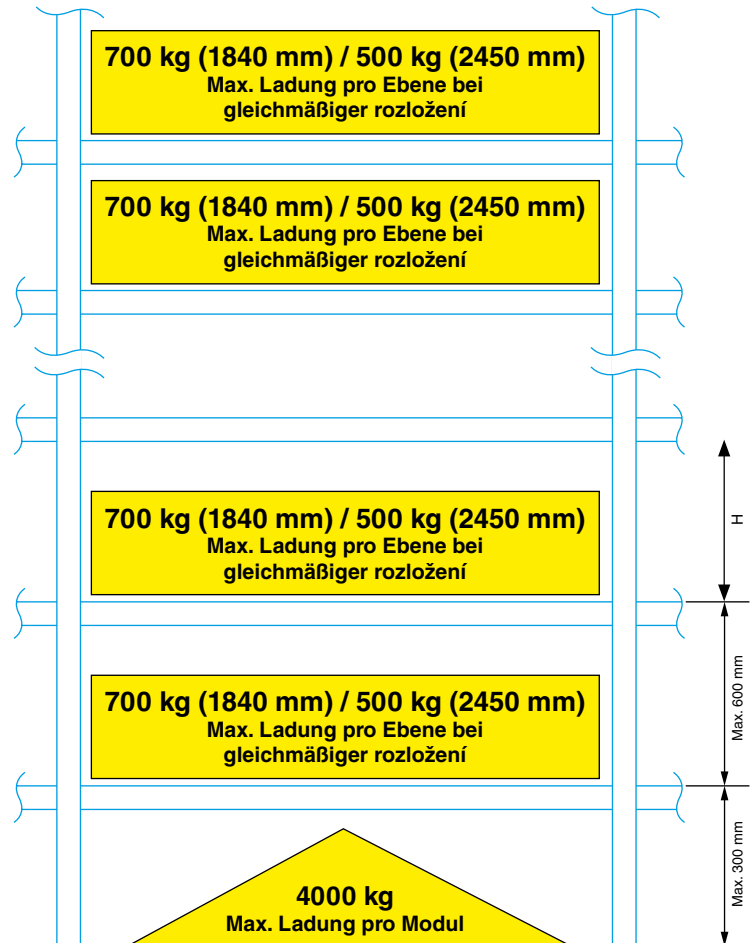 700 kg (1840 mm) / 500 kg (2450 mm)
Max. Ladung pro Ebene bei
gleichmäßiger rozložení
700 kg (1840 mm) / 500 kg (2450 mm)
Max. Ladung pro Ebene bei
gleichmäßiger rozložení
700 kg (1840 mm) / 500 kg (2450 mm)
Max. Ladung pro Ebene bei
gleichmäßiger rozložení
H
700 kg (1840 mm) / 500 kg (2450 mm)
Max. Ladung pro Ebene bei
gleichmäßiger rozložení
Max. 600 mm
4000 kg
Max. Ladung pro Modul
Max. 300 mm